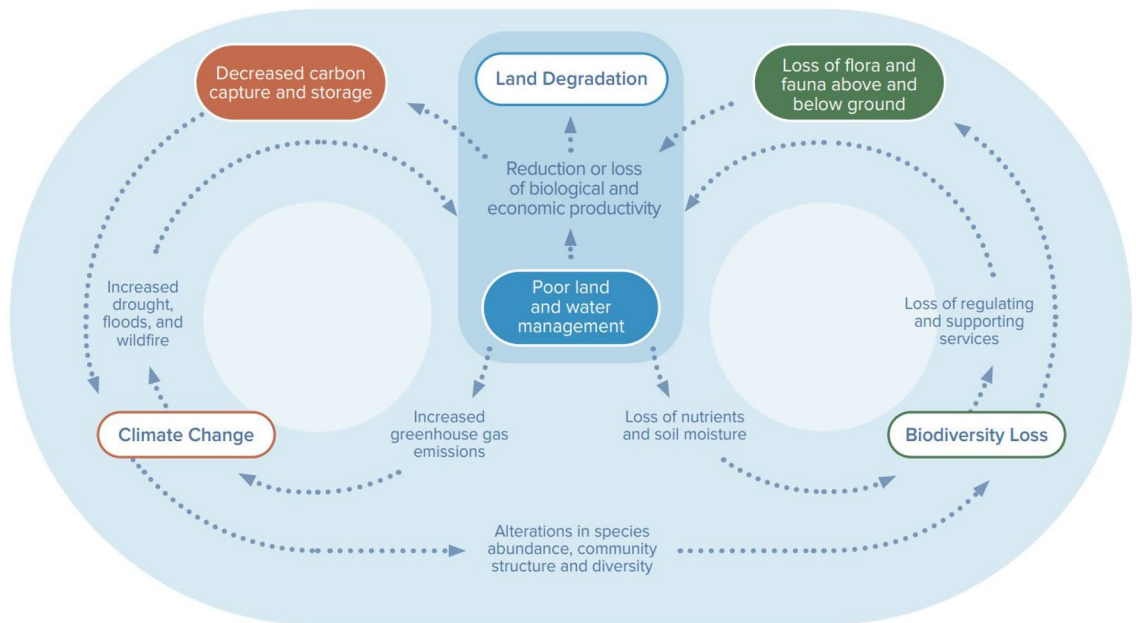 Decreased carbon
capture and storage
Land Degradation
Loss of flora and
fauna above and
below ground
Reduction or loss
of biological and
economic productivity
Increased
drought,
floods, and
wildfire
Poor land
and water
management
Loss of regulating
and supporting
services
Climate Change
Increased
greenhouse gas
emissions
Loss of nutrients
and soil moisture
Biodiversity Loss
Alterations in species
abundance, community
structure and diversity